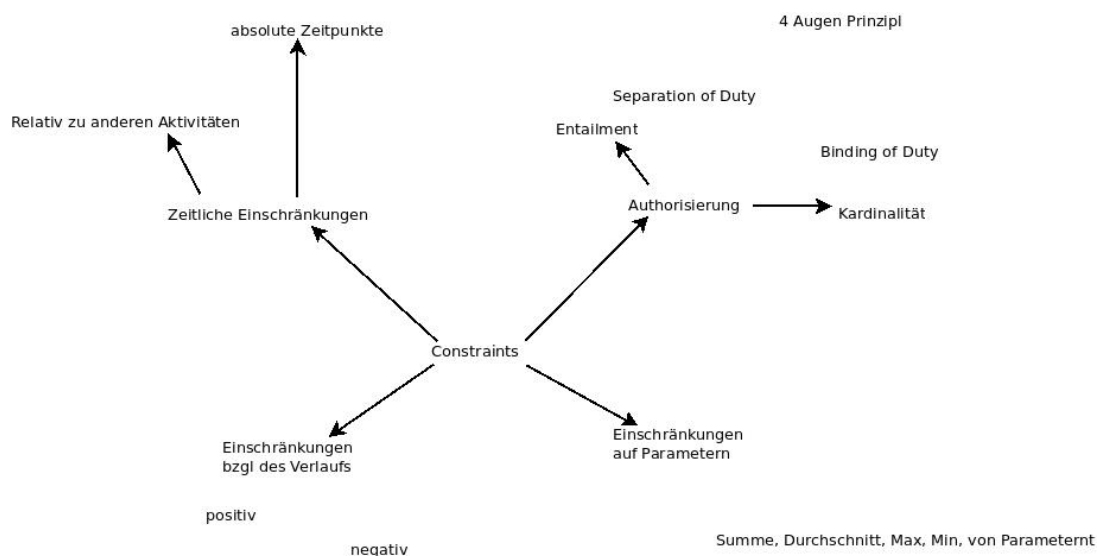 4 Augen Prinzipl
absolute Zeitpunkte
Separation of Duty
Relativ zu anderen Aktivitäten
Entailment
Binding of Duty
Authorisierung
Zeitliche Einschränkungen
Kardinalität
Constraints
Einschränkungen
auf Parametern
Einschränkungen
bzgl des Verlaufs
positiv
Summe, Durchschnitt, Max, Min, von Parameternt
negativ